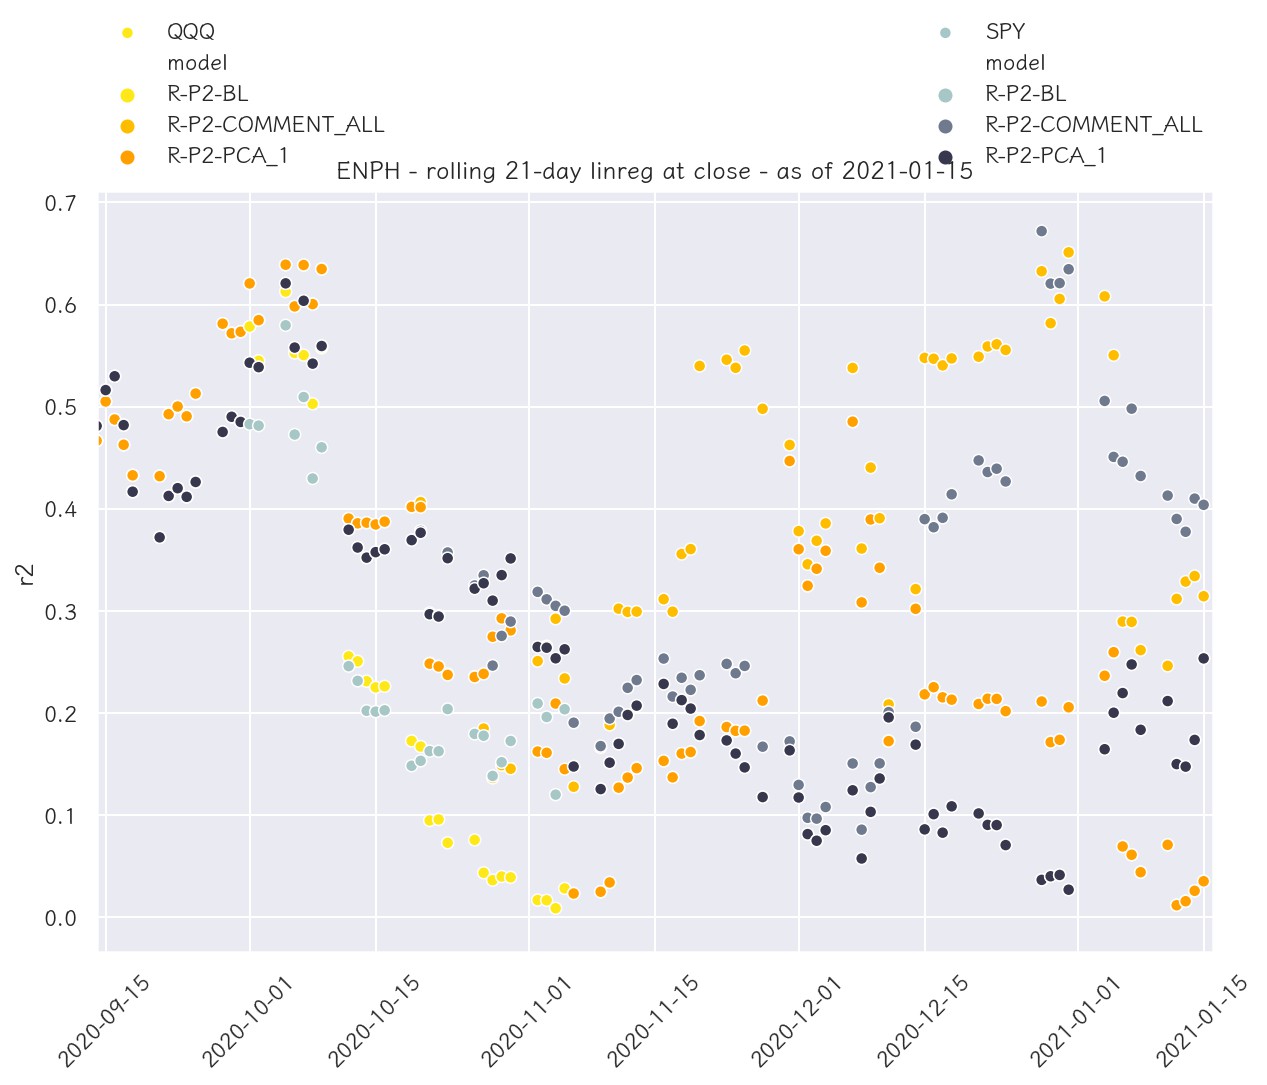 QQQ
model
R-P2-BL
R-P2-COMMENT_ALL
R-P2-PCA_1
SPY
model
R-P2-BL
R-P2-COMMENT_ALL
R-P2-PCA_1
ENPH - rolling 21-day linreg at close - as of 2021-01-15
0.7
0.6
0.5
0.4
0.3
0.2
0.1
0.0
r2
2020-09-15
2020-10-01
2020-10-15
2020-11-01
2020-11-15
2020-12-01
2020-12-15
2021-01-01
2021-01-15